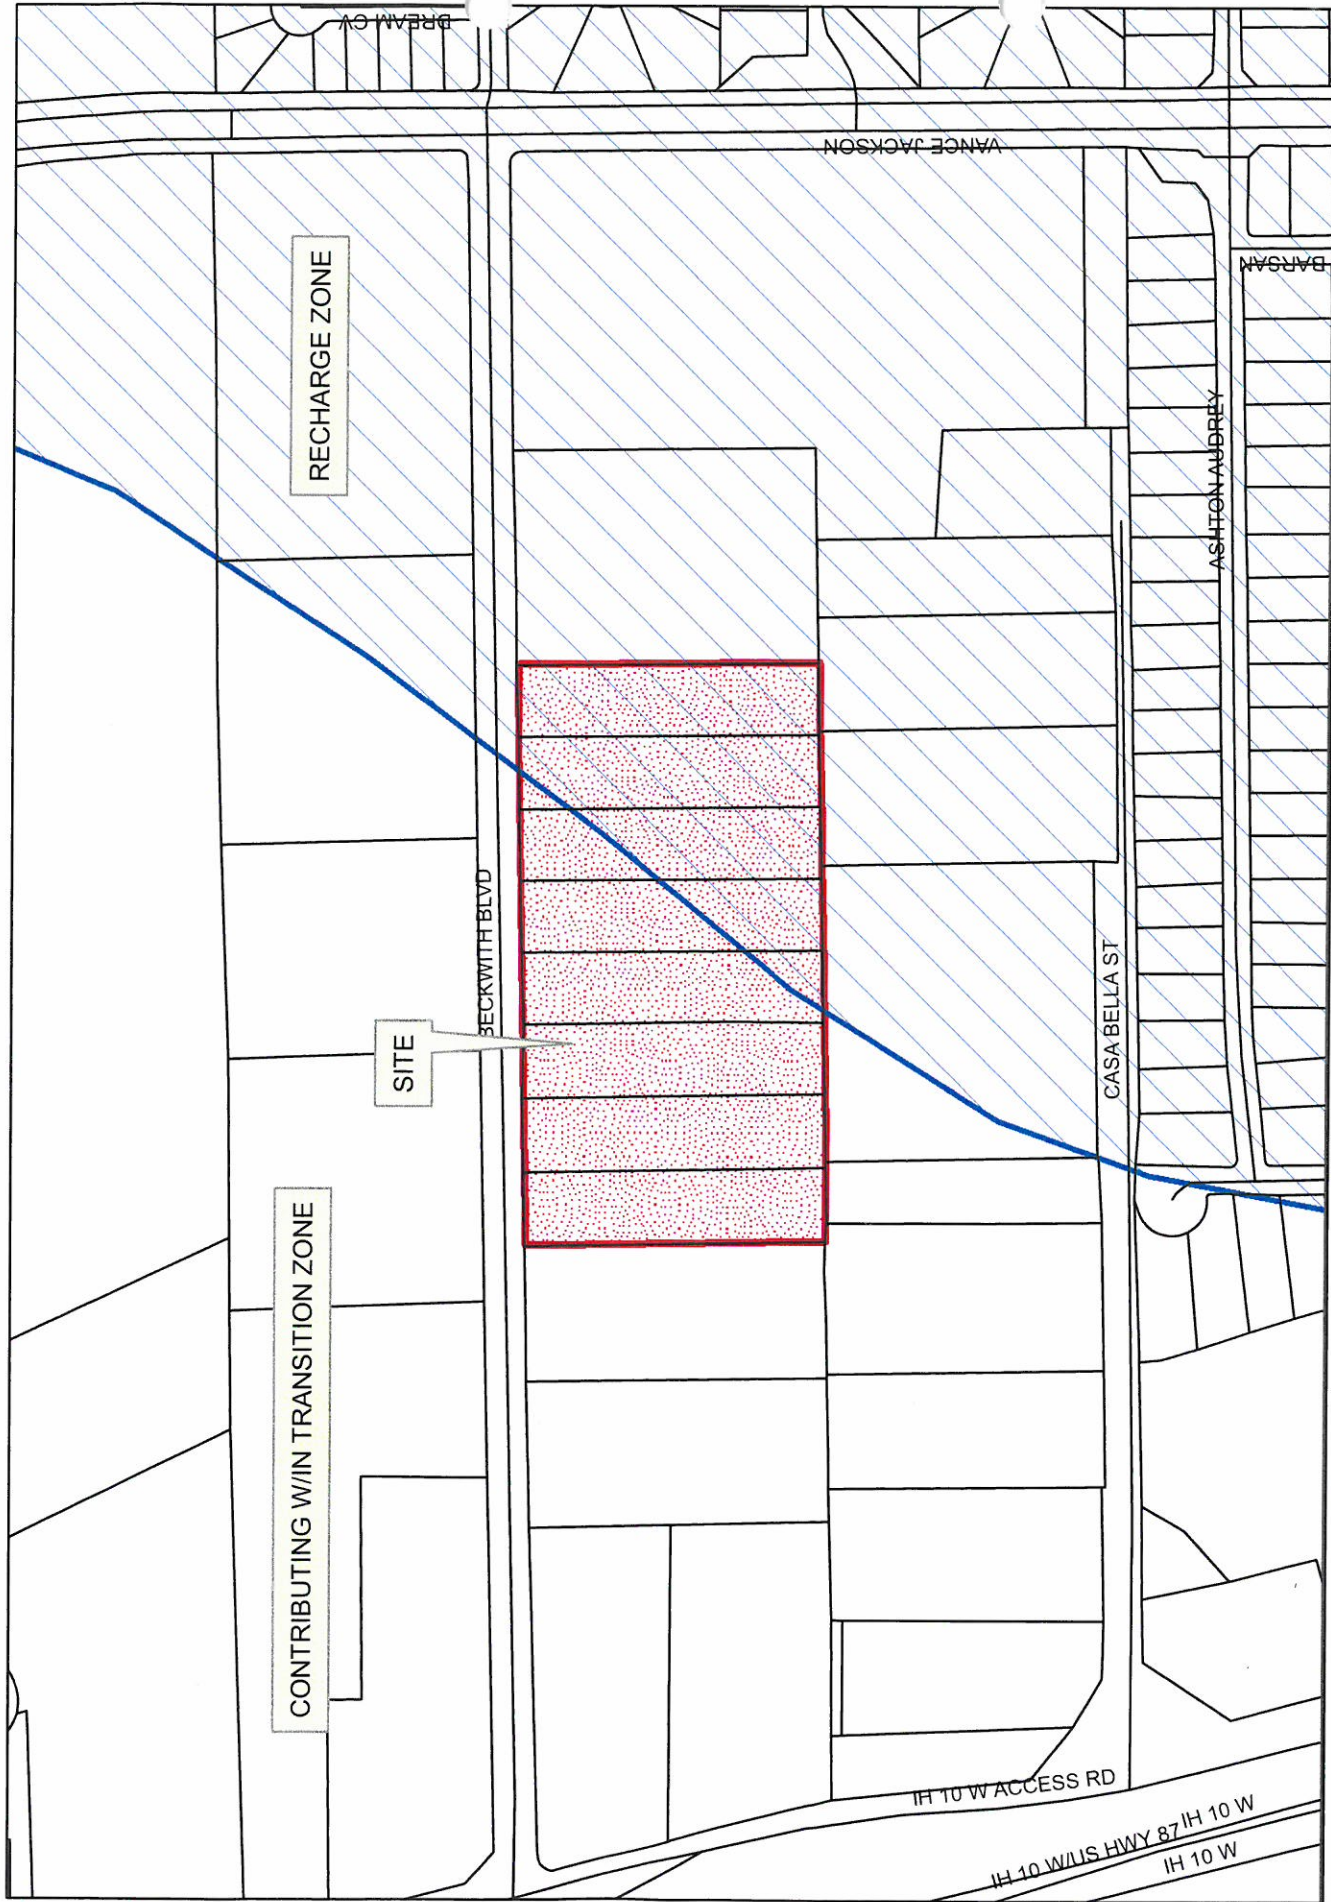 DREAM CV
VANCE JACKSON
RECHARGE ZONE
BARSAN
ASHTON AUDREY
BECKWITH BLVD
SITE
CASA BELLA ST
CONTRIBUTING W/IN TRANSITION ZONE
IH 10 W ACCESS RD
IH 10 W/US HWY 87
IH 10 W
IH 10 W